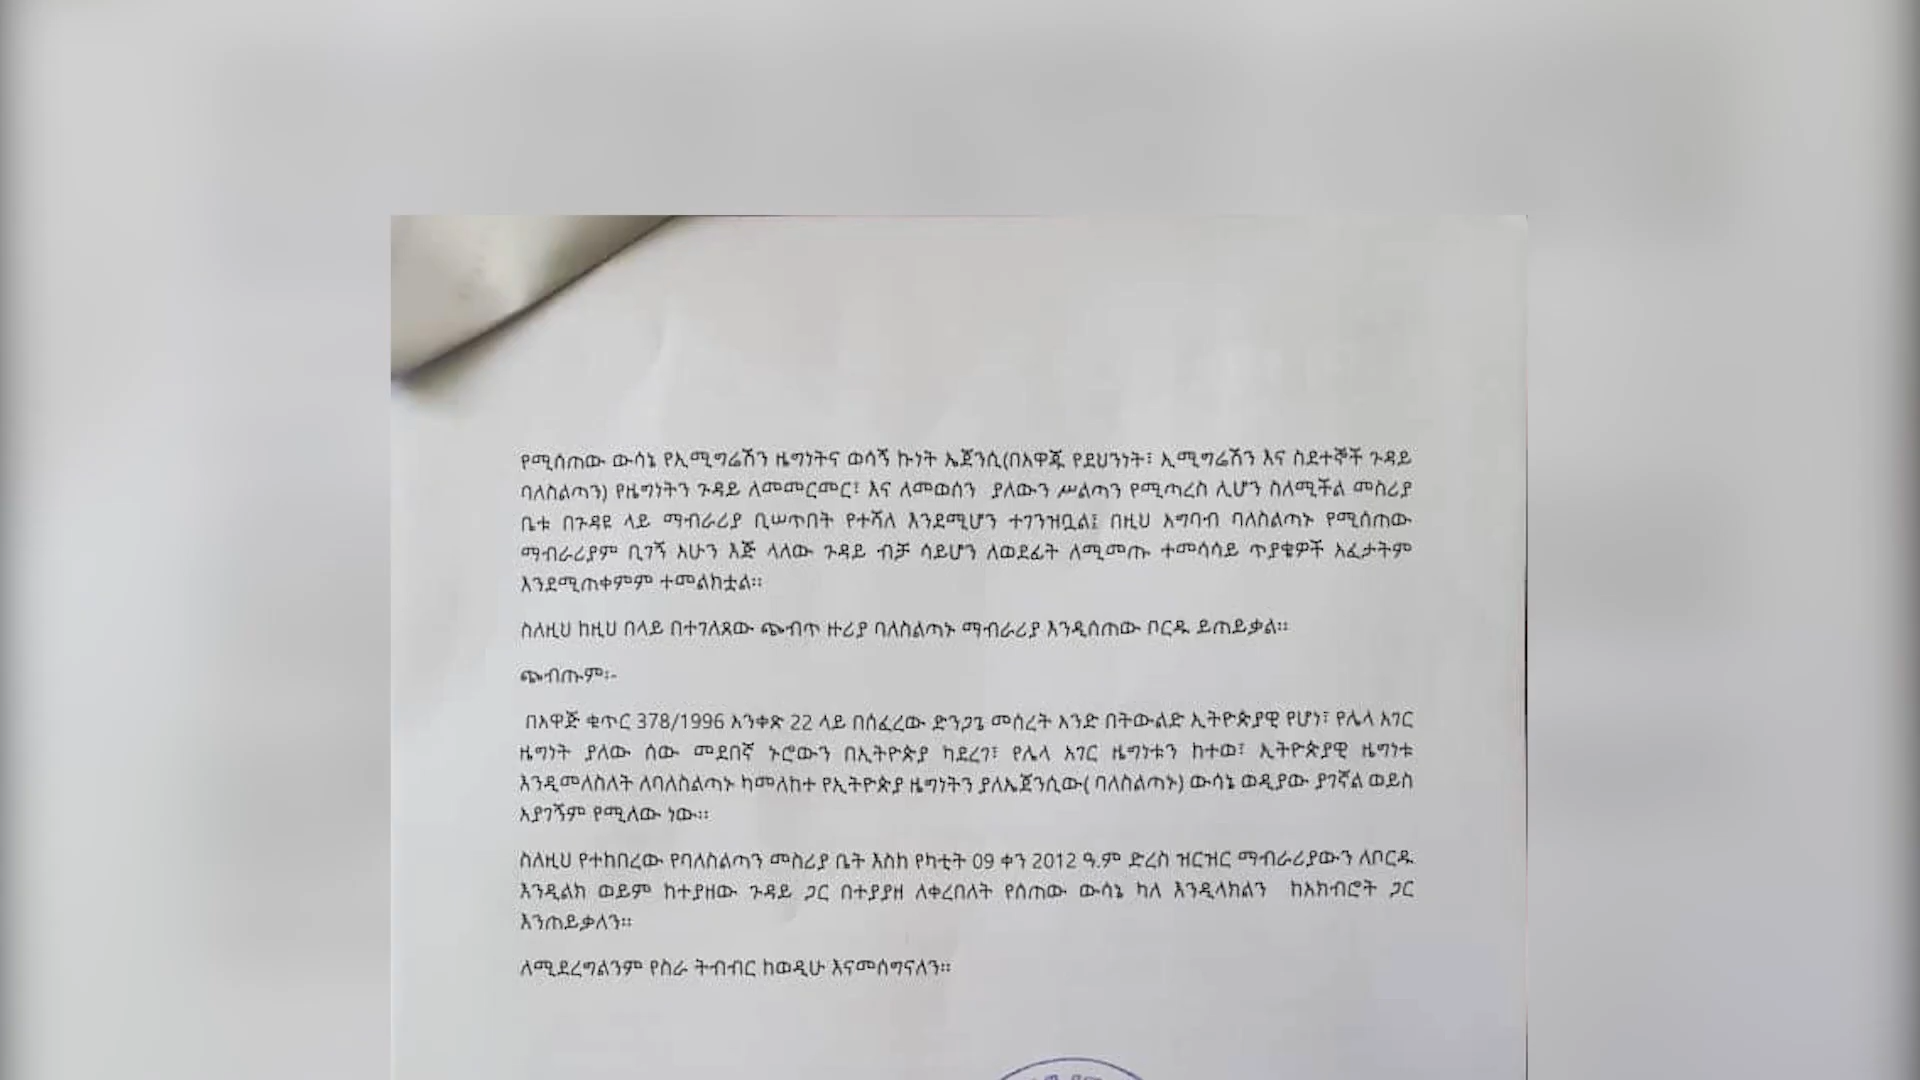 የሚሰጠው ውሳኔ የኢሚግሬሽን ዜግነትና ወሳኝ ኩነት ኤጀንሲ(በአዋጁ የደህንነት፣ ኢሚግሬሽን እና ስደተኞች ጉዳይ
ባለስልጣን) የዜግነትን ጉዳይ ለመመርመር፣ እና ለመወሰን ያለውን ሥልጣን የሚጣረስ ሊሆን ስለሚችል መስሪያ
ቤቱ በጉዳዩ ላይ ማብራሪያ ቢሠጥበት የተሻለ እንደሚሆን ተገንዝቧል፤ በዚህ አግባብ ባለስልጣኑ የሚሰጠው
ማብራሪያም ቢገኝ አሁን እጅ ላለው ጉዳይ ብቻ ሳይሆን ለወደፊት ለሚመጡ ተመሳሳይ ጥያቄዎች አፈታትም
እንደሚጠቀምም ተመልክቷል።
ስለዚህ ከዚህ በላይ በተገለጸው ጭብጥ ዙሪያ ባለስልጣኑ ማብራሪያ እንዲሰጠው ቦርዱ ይጠይቃል።
ጭብጡም፡-
በአዋጅ ቁጥር 378/1996 አንቀጽ 22 ላይ በሰፈረው ድንጋጌ መሰረት አንድ በትውልድ ኢትዮጵያዊ የሆነ፣ የሌላ አገር
ዜግነት ያለው ሰው መደበኛ ኑሮውን በኢትዮጵያ ካደረገ፣ የሌላ አገር ዜግነቱን ከተወ፣ ኢትዮጵያዊ ዜግነቱ
እንዲመለስለት ለባለስልጣኑ ካመለከተ የኢትዮጵያ ዜግነትን ያለኤጀንሲው( ባለስልጣኑ) ውሳኔ ወዲያው ያገኛል ወይስ
አያገኝም የሚለው ነው።
ስለዚህ የተከበረው የባለስልጣን መስሪያ ቤት እስከ የካቲት 09 ቀን 2012 ዓ.ም ድረስ ዝርዝር ማብራሪያውን ለቦርዱ
እንዲልክ ወይም ከተያዘው ጉዳይ ጋር በተያያዘ ለቀረበለት የሰጠው ውሳኔ ካለ እንዲላክልን ከአክብሮት ጋር
እንጠይቃለን።
ለሚደረግልንም የስራ ትብብር ከወዲሁ እናመሰግናለን።